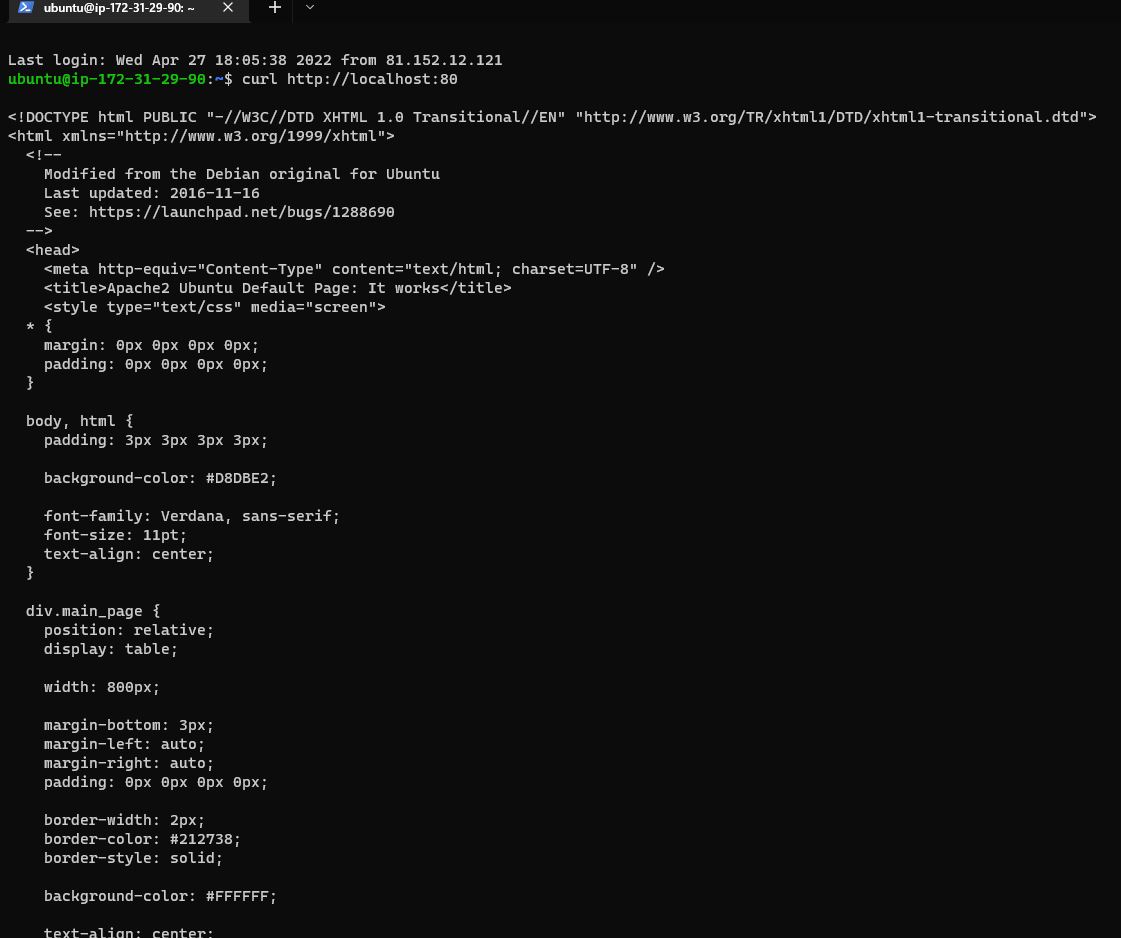 ubuntu@ip-172-31-29-90: ~
Last login: Wed Apr 27 18:05:38 2022 from 81.152.12.121
ubuntu@ip-172-31-29-90:~$ curl http://localhost:80
<!DOCTYPE html PUBLIC "-//W3C//DTD XHTML 1.0 Transitional//EN" "http://www.w3.org/TR/xhtml1/DTD/xhtml1-transitional.dtd">
<html xmlns="http://www.w3.org/1999/xhtml">
  <!--
    Modified from the Debian original for Ubuntu
    Last updated: 2016-11-16
    See: https://launchpad.net/bugs/1288690
  -->
  <head>
    <meta http-equiv="Content-Type" content="text/html; charset=UTF-8" />
    <title>Apache2 Ubuntu Default Page: It works</title>
    <style type="text/css" media="screen">
  * {
    margin: 0px 0px 0px 0px;
    padding: 0px 0px 0px 0px;
  }
  body, html {
    padding: 3px 3px 3px 3px;
    background-color: #D8DBE2;
    font-family: Verdana, sans-serif;
    font-size: 11pt;
    text-align: center;
  }
  div.main_page {
    position: relative;
    display: table;
    width: 800px;
    margin-bottom: 3px;
    margin-left: auto;
    margin-right: auto;
    padding: 0px 0px 0px 0px;
    border-width: 2px;
    border-color: #212738;
    border-style: solid;
    background-color: #FFFFFF;
    text-align: center;